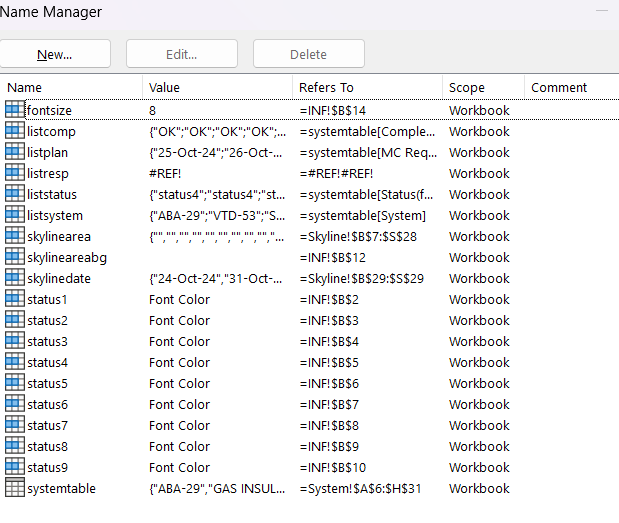 Name Manager
New... Edit... Delete
Name Value Refers To Scope Comment
fontsize 8 =INF!$B$14 Workbook
listcomp {"OK";"OK";"OK";"OK";... =systemtable[Comple... Workbook
listplan {"25-Oct-24";"26-Oct-... =systemtable[MC Req... Workbook
listresp #REF! =#REF!#REF! Workbook
liststatus {"status4";"status4";"st... =systemtable[Status(f... Workbook
listsystem {"ABA-29";"VTD-53";"S... =systemtable[System] Workbook
skylinearea {"","","","","","","","","",... =Skyline!$B$7:$S$28 Workbook
skylineareabg =INF!$B$12 Workbook
skylinedate {"24-Oct-24","31-Oct-... =Skyline!$B$29:$S$29 Workbook
status1 Font Color =INF!$B$2 Workbook
status2 Font Color =INF!$B$3 Workbook
status3 Font Color =INF!$B$4 Workbook
status4 Font Color =INF!$B$5 Workbook
status5 Font Color =INF!$B$6 Workbook
status6 Font Color =INF!$B$7 Workbook
status7 Font Color =INF!$B$8 Workbook
status8 Font Color =INF!$B$9 Workbook
status9 Font Color =INF!$B$10 Workbook
systemtable {"ABA-29","GAS INSUL... =System!$A$6:$H$31 Workbook